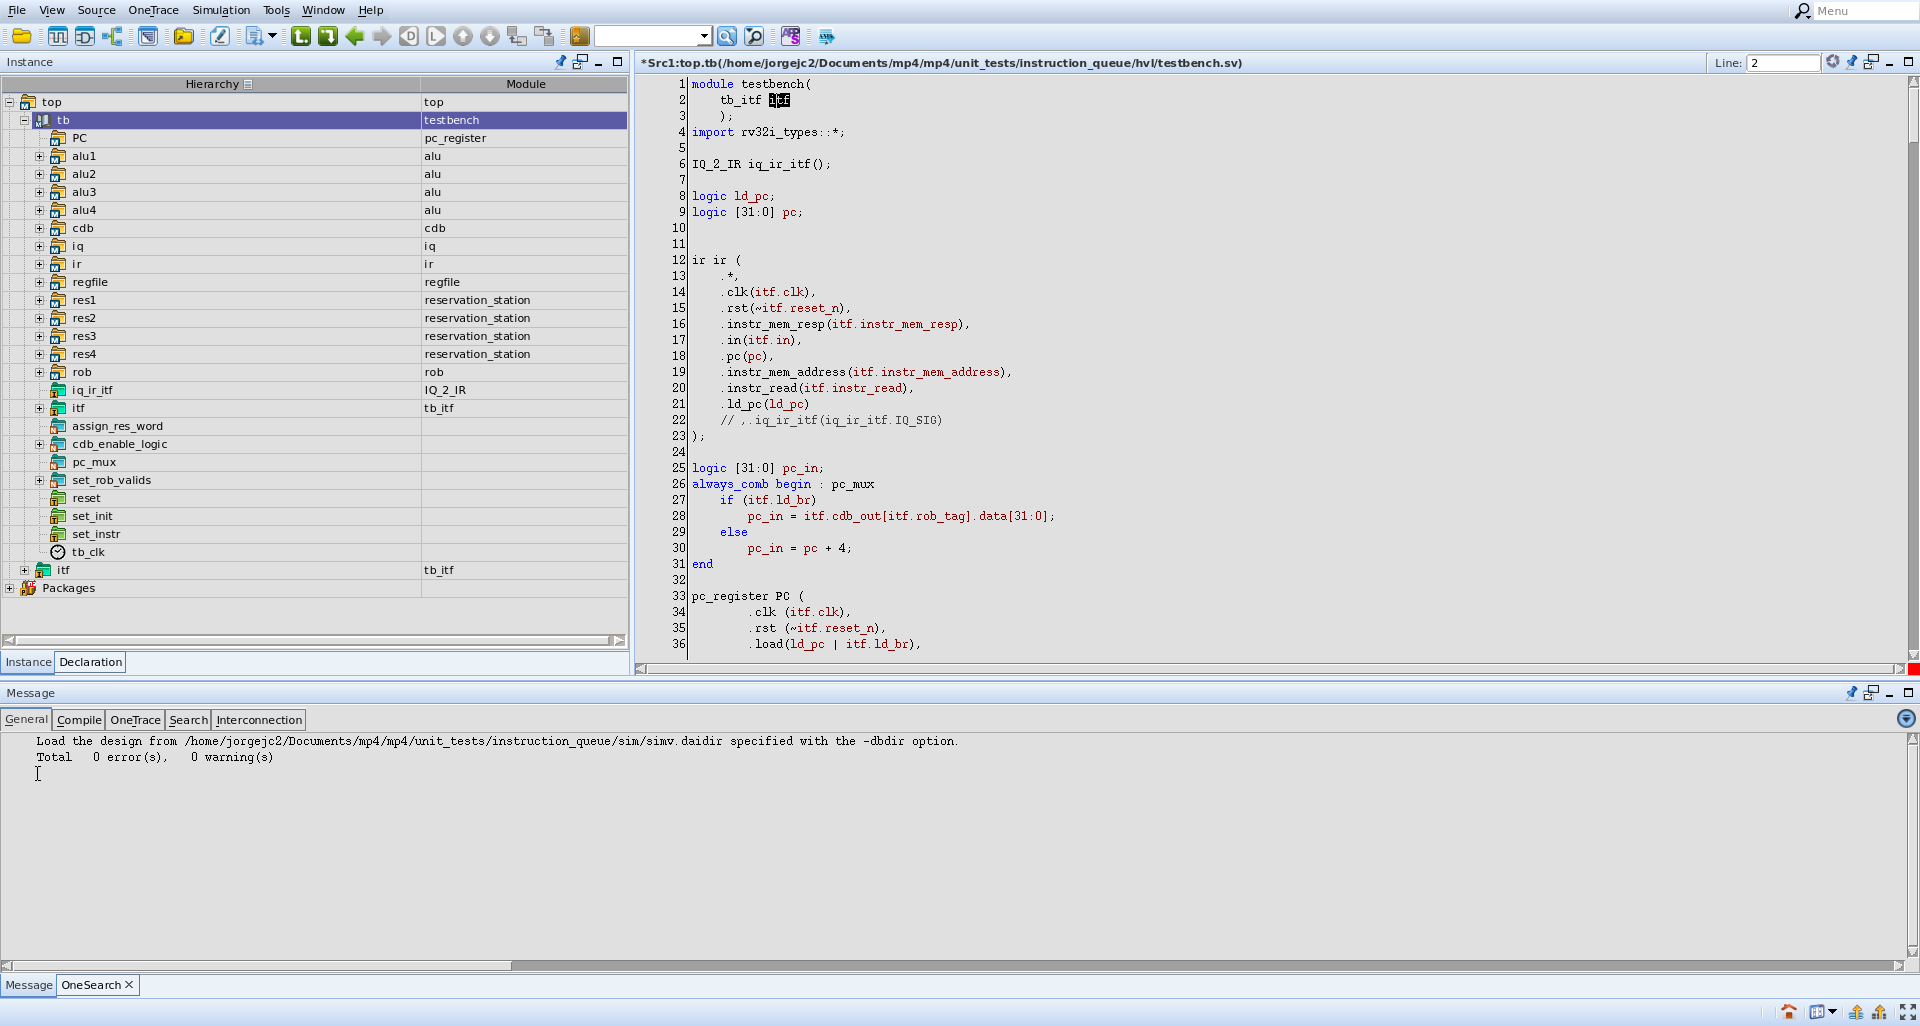 File View Source OneTrace Simulation Tools Window Help
Menu
Instance
Hierarchy Module
top top
tb testbench
PC pc_register
alu1 alu
alu2 alu
alu3 alu
alu4 alu
cdb cdb
iq iq
ir ir
regfile regfile
res1 reservation_station
res2 reservation_station
res3 reservation_station
res4 reservation_station
rob rob
iq_ir_itf IQ_2_IR
itf tb_itf
assign_res_word
cdb_enable_logic
pc_mux
set_rob_valids
reset
set_init
set_instr
tb_clk
itf tb_itf
Packages
Instance Declaration
*Src1:top.tb(/home/jorgejc2/Documents/mp4/mp4/unit_tests/instruction_queue/hvl/testbench.sv)
Line: 2
1 module testbench(
2 tb_itf itf
3 );
4 import rv32i_types::*;
5
6 IQ_2_IR iq_ir_itf();
7
8 logic ld_pc;
9 logic [31:0] pc;
10
11
12 ir ir (
13 .*,
14 .clk(itf.clk),
15 .rst(~itf.reset_n),
16 .instr_mem_resp(itf.instr_mem_resp),
17 .in(itf.in),
18 .pc(pc),
19 .instr_mem_address(itf.instr_mem_address),
20 .instr_read(itf.instr_read),
21 .ld_pc(ld_pc)
22 // ,.iq_ir_itf(iq_ir_itf.IQ_SIG)
23 );
24
25 logic [31:0] pc_in;
26 always_comb begin : pc_mux
27 if (itf.ld_br)
28 pc_in = itf.cdb_out[itf.rob_tag].data[31:0];
29 else
30 pc_in = pc + 4;
31 end
32
33 pc_register PC (
34 .clk (itf.clk),
35 .rst (~itf.reset_n),
36 .load(ld_pc | itf.ld_br),
Message
General Compile OneTrace Search Interconnection
Load the design from /home/jorgejc2/Documents/mp4/mp4/unit_tests/instruction_queue/sim/simv.daidir specified with the -dbdir option.
Total 0 error(s), 0 warning(s)
Message OneSearch